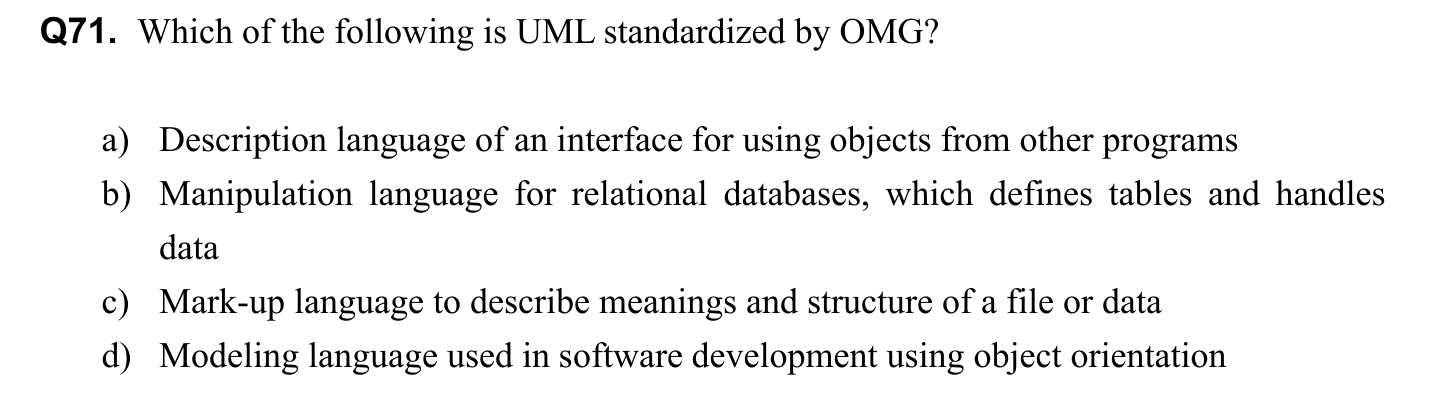 Q71. Which of the following is UML standardized by OMG?
a) Description language of an interface for using objects from other programs
b) Manipulation language for relational databases, which defines tables and handles
data
c) Mark-up language to describe meanings and structure of a file or data
d) Modeling language used in software development using object orientation